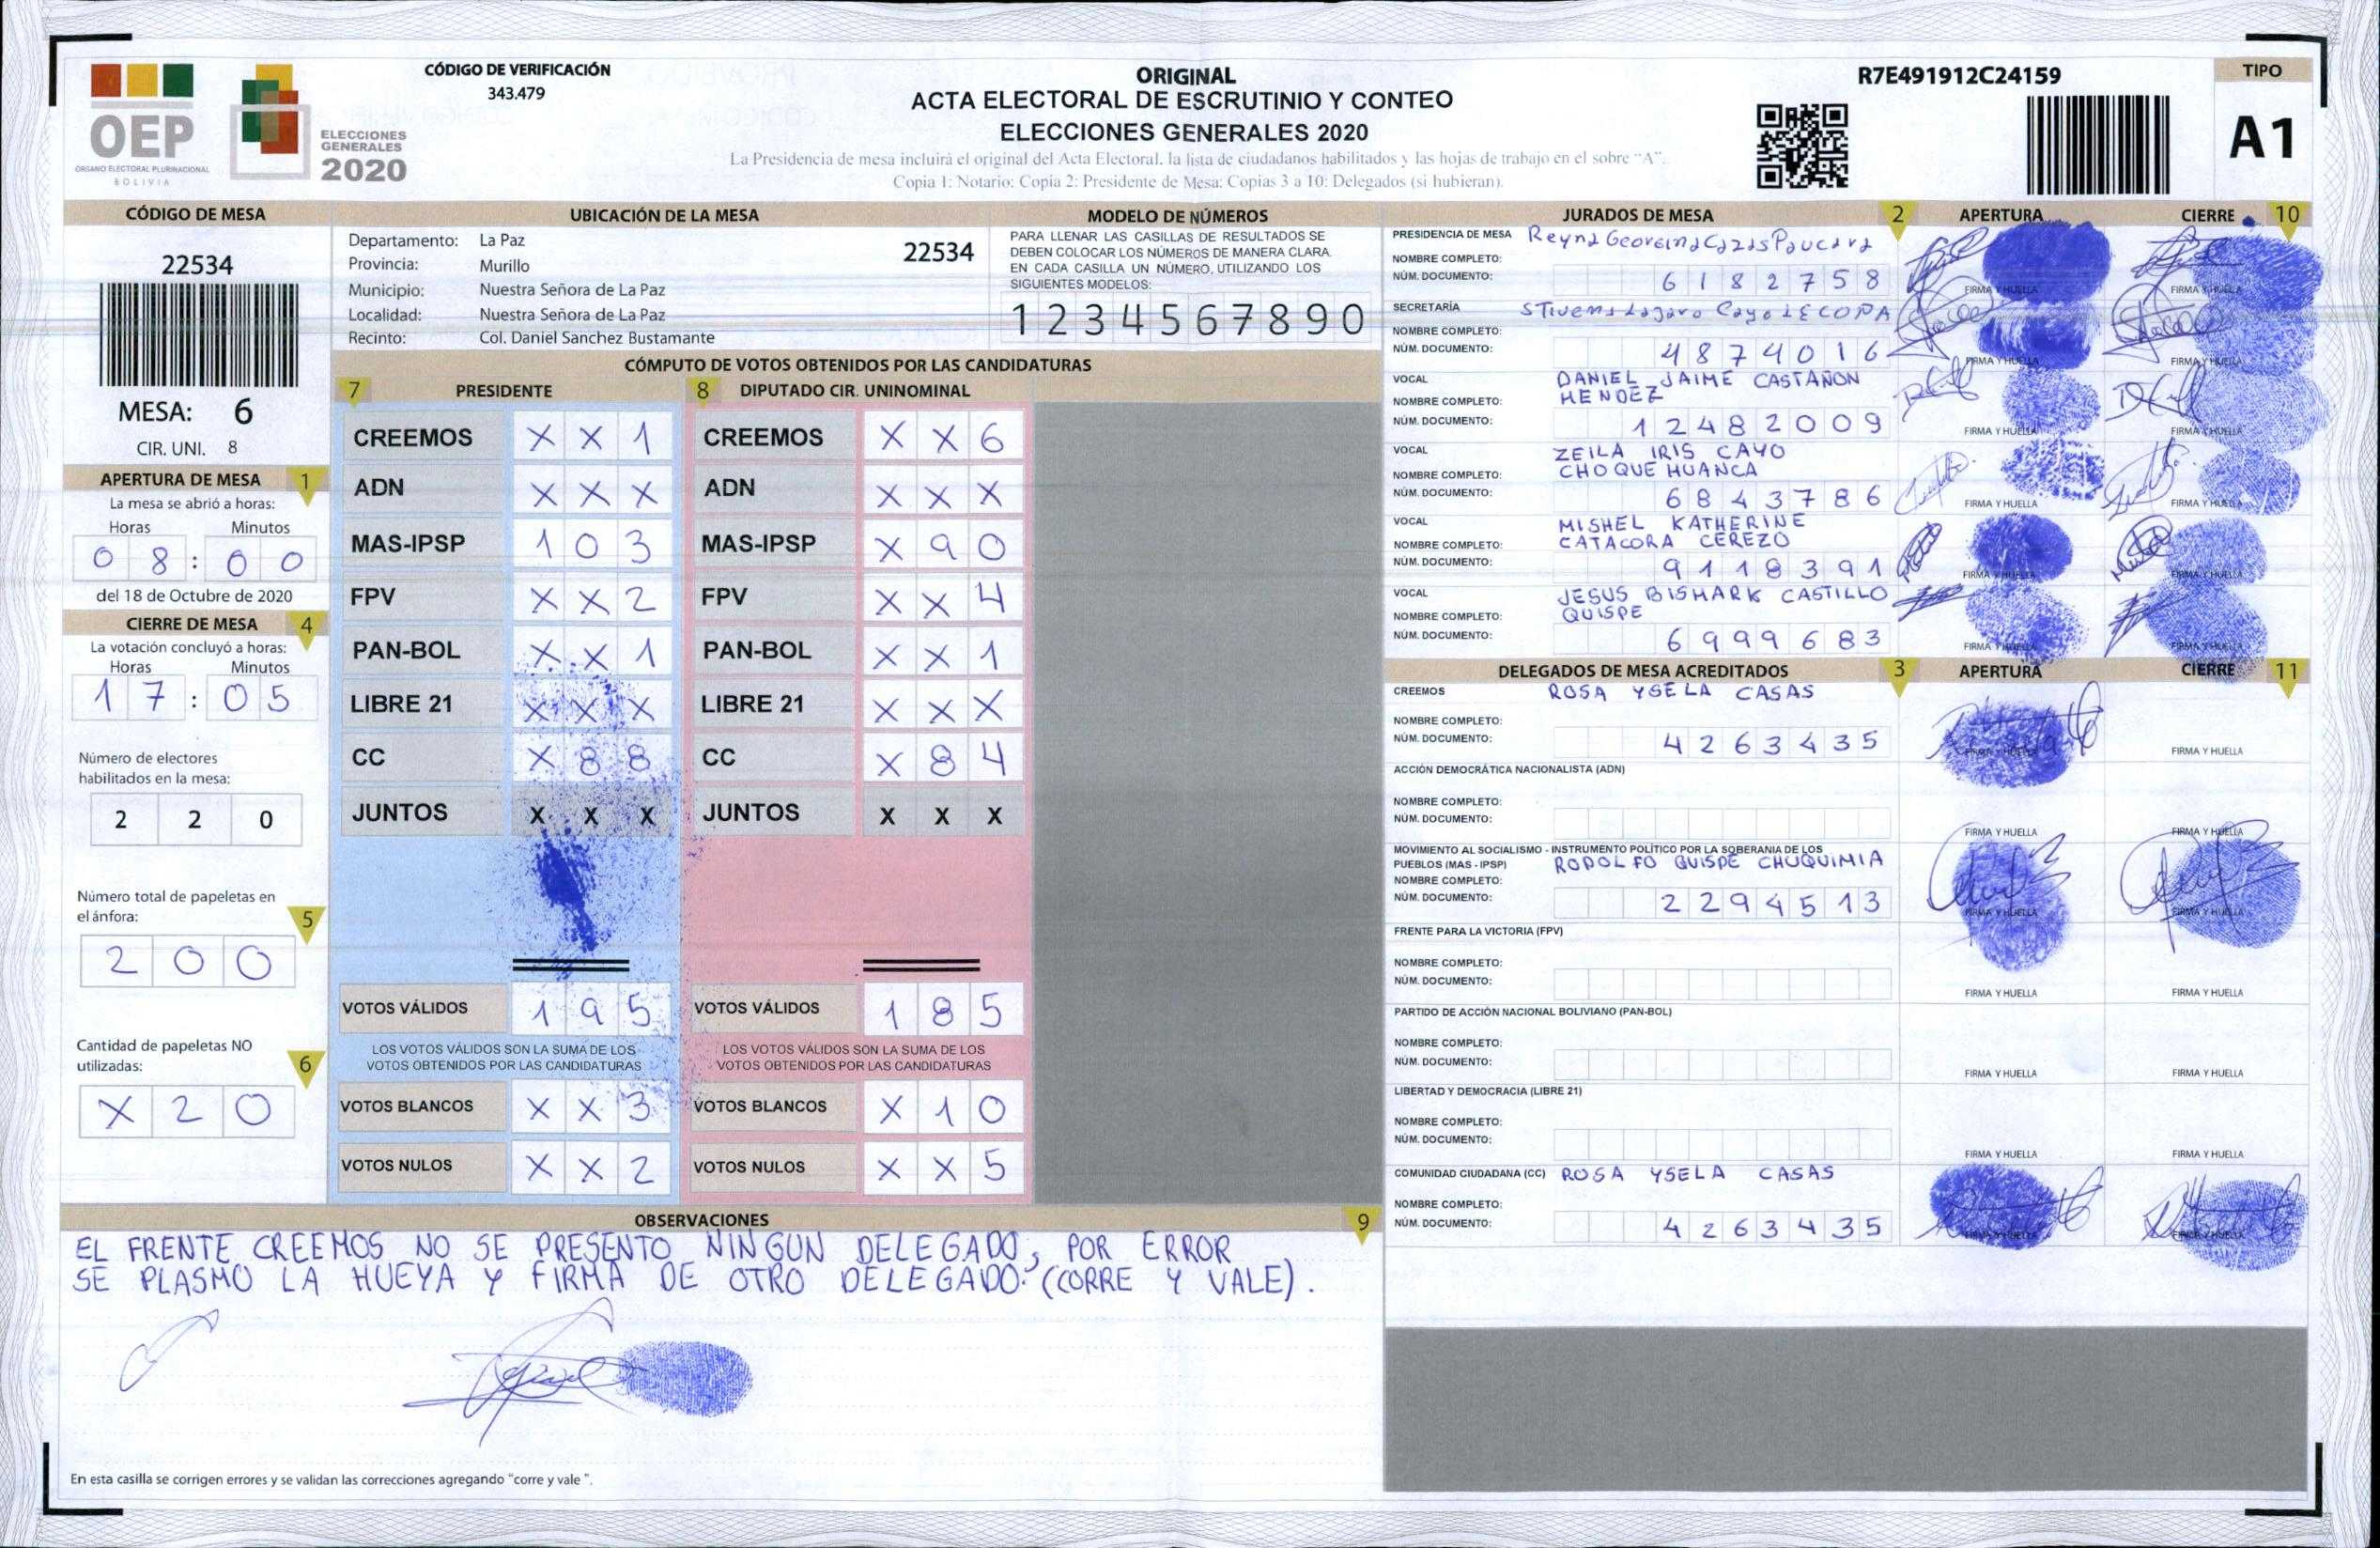 OEP
ÓRGANO ELECTORAL PLURINACIONAL
BOLIVIA
ELECCIONES
GENERALES
2020
CÓDIGO DE VERIFICACIÓN
343.479
ORIGINAL
ACTA ELECTORAL DE ESCRUTINIO Y CONTEO
ELECCIONES GENERALES 2020
La Presidencia de mesa incluirá el original del Acta Electoral, la lista de ciudadanos habilitados y las hojas de trabajo en el sobre “A”.
Copia 1: Notario; Copia 2: Presidente de Mesa; Copias 3 a 10: Delegados (si hubieran).
R7E491912C24159
TIPO
A1
CÓDIGO DE MESA
22534
MESA: 6
CIR. UNI. 8
APERTURA DE MESA 1
La mesa se abrió a horas:
Horas Minutos
0 8 : 0 0
del 18 de Octubre de 2020
CIERRE DE MESA 4
La votación concluyó a horas:
Horas Minutos
1 7 : 0 5
Número de electores
habilitados en la mesa:
2 2 0
Número total de papeletas en
el ánfora: 5
2 0 0
Cantidad de papeletas NO
utilizadas: 6
X 2 0
UBICACIÓN DE LA MESA
Departamento: La Paz 22534
Provincia: Murillo
Municipio: Nuestra Señora de La Paz
Localidad: Nuestra Señora de La Paz
Recinto: Col. Daniel Sanchez Bustamante
MODELO DE NÚMEROS
PARA LLENAR LAS CASILLAS DE RESULTADOS SE
DEBEN COLOCAR LOS NÚMEROS DE MANERA CLARA.
EN CADA CASILLA UN NÚMERO, UTILIZANDO LOS
SIGUIENTES MODELOS:
1 2 3 4 5 6 7 8 9 0
CÓMPUTO DE VOTOS OBTENIDOS POR LAS CANDIDATURAS
7 PRESIDENTE 8 DIPUTADO CIR. UNINOMINAL
CREEMOS X X 1 CREEMOS X X 6
ADN X X X ADN X X X
MAS-IPSP 1 0 3 MAS-IPSP X 9 0
FPV X X 2 FPV X X 4
PAN-BOL X X 1 PAN-BOL X X 1
LIBRE 21 X X X LIBRE 21 X X X
CC X 8 8 CC X 8 4
JUNTOS X X X JUNTOS X X X
VOTOS VÁLIDOS 1 9 5 VOTOS VÁLIDOS 1 8 5
LOS VOTOS VÁLIDOS SON LA SUMA DE LOS LOS VOTOS VÁLIDOS SON LA SUMA DE LOS
VOTOS OBTENIDOS POR LAS CANDIDATURAS VOTOS OBTENIDOS POR LAS CANDIDATURAS
VOTOS BLANCOS X X 3 VOTOS BLANCOS X 1 0
VOTOS NULOS X X 2 VOTOS NULOS X X 5
OBSERVACIONES 9
EL FRENTE CREEMOS NO SE PRESENTO NINGUN DELEGADO, POR ERROR
SE PLASMO LA HUEYA Y FIRMA DE OTRO DELEGADO. (CORRE Y VALE).
En esta casilla se corrigen errores y se validan las correcciones agregando “corre y vale ”.
JURADOS DE MESA 2 APERTURA CIERRE 10
PRESIDENCIA DE MESA Reyna Georgina Cazas Paucara
NOMBRE COMPLETO:
NÚM. DOCUMENTO: 6 1 8 2 7 5 8 FIRMA Y HUELLA FIRMA Y HUELLA
SECRETARÍA
NOMBRE COMPLETO:
NÚM. DOCUMENTO: 4 8 7 4 0 1 6 FIRMA Y HUELLA FIRMA Y HUELLA
VOCAL DANIEL JAIME CASTAÑON
NOMBRE COMPLETO: MENDEZ
NÚM. DOCUMENTO: 1 2 4 8 2 0 0 9 FIRMA Y HUELLA FIRMA Y HUELLA
VOCAL ZEILA IRIS CAYO
NOMBRE COMPLETO: CHOQUEHUANCA
NÚM. DOCUMENTO: 6 8 4 3 7 8 6 FIRMA Y HUELLA FIRMA Y HUELLA
VOCAL MISHEL KATHERINE
NOMBRE COMPLETO: CATACORA CEREZO
NÚM. DOCUMENTO: 9 1 1 8 3 9 1 FIRMA Y HUELLA FIRMA Y HUELLA
VOCAL JESUS BISMARK CASTILLO
NOMBRE COMPLETO: QUISPE
NÚM. DOCUMENTO: 6 9 9 9 6 8 3 FIRMA Y HUELLA FIRMA Y HUELLA
DELEGADOS DE MESA ACREDITADOS 3 APERTURA CIERRE 11
CREEMOS ROSA YSELA CASAS
NOMBRE COMPLETO:
NÚM. DOCUMENTO: 4 2 6 3 4 3 5 FIRMA Y HUELLA FIRMA Y HUELLA
ACCIÓN DEMOCRÁTICA NACIONALISTA (ADN)
NOMBRE COMPLETO:
NÚM. DOCUMENTO: FIRMA Y HUELLA FIRMA Y HUELLA
MOVIMIENTO AL SOCIALISMO - INSTRUMENTO POLÍTICO POR LA SOBERANIA DE LOS
PUEBLOS (MAS - IPSP) RODOLFO QUISPE CHUQUIMIA
NOMBRE COMPLETO:
NÚM. DOCUMENTO: 2 2 9 4 5 1 3 FIRMA Y HUELLA FIRMA Y HUELLA
FRENTE PARA LA VICTORIA (FPV)
NOMBRE COMPLETO:
NÚM. DOCUMENTO: FIRMA Y HUELLA FIRMA Y HUELLA
PARTIDO DE ACCIÓN NACIONAL BOLIVIANO (PAN-BOL)
NOMBRE COMPLETO:
NÚM. DOCUMENTO: FIRMA Y HUELLA FIRMA Y HUELLA
LIBERTAD Y DEMOCRACIA (LIBRE 21)
NOMBRE COMPLETO:
NÚM. DOCUMENTO: FIRMA Y HUELLA FIRMA Y HUELLA
COMUNIDAD CIUDADANA (CC) ROSA YSELA CASAS
NOMBRE COMPLETO:
NÚM. DOCUMENTO: 4 2 6 3 4 3 5 FIRMA Y HUELLA FIRMA Y HUELLA